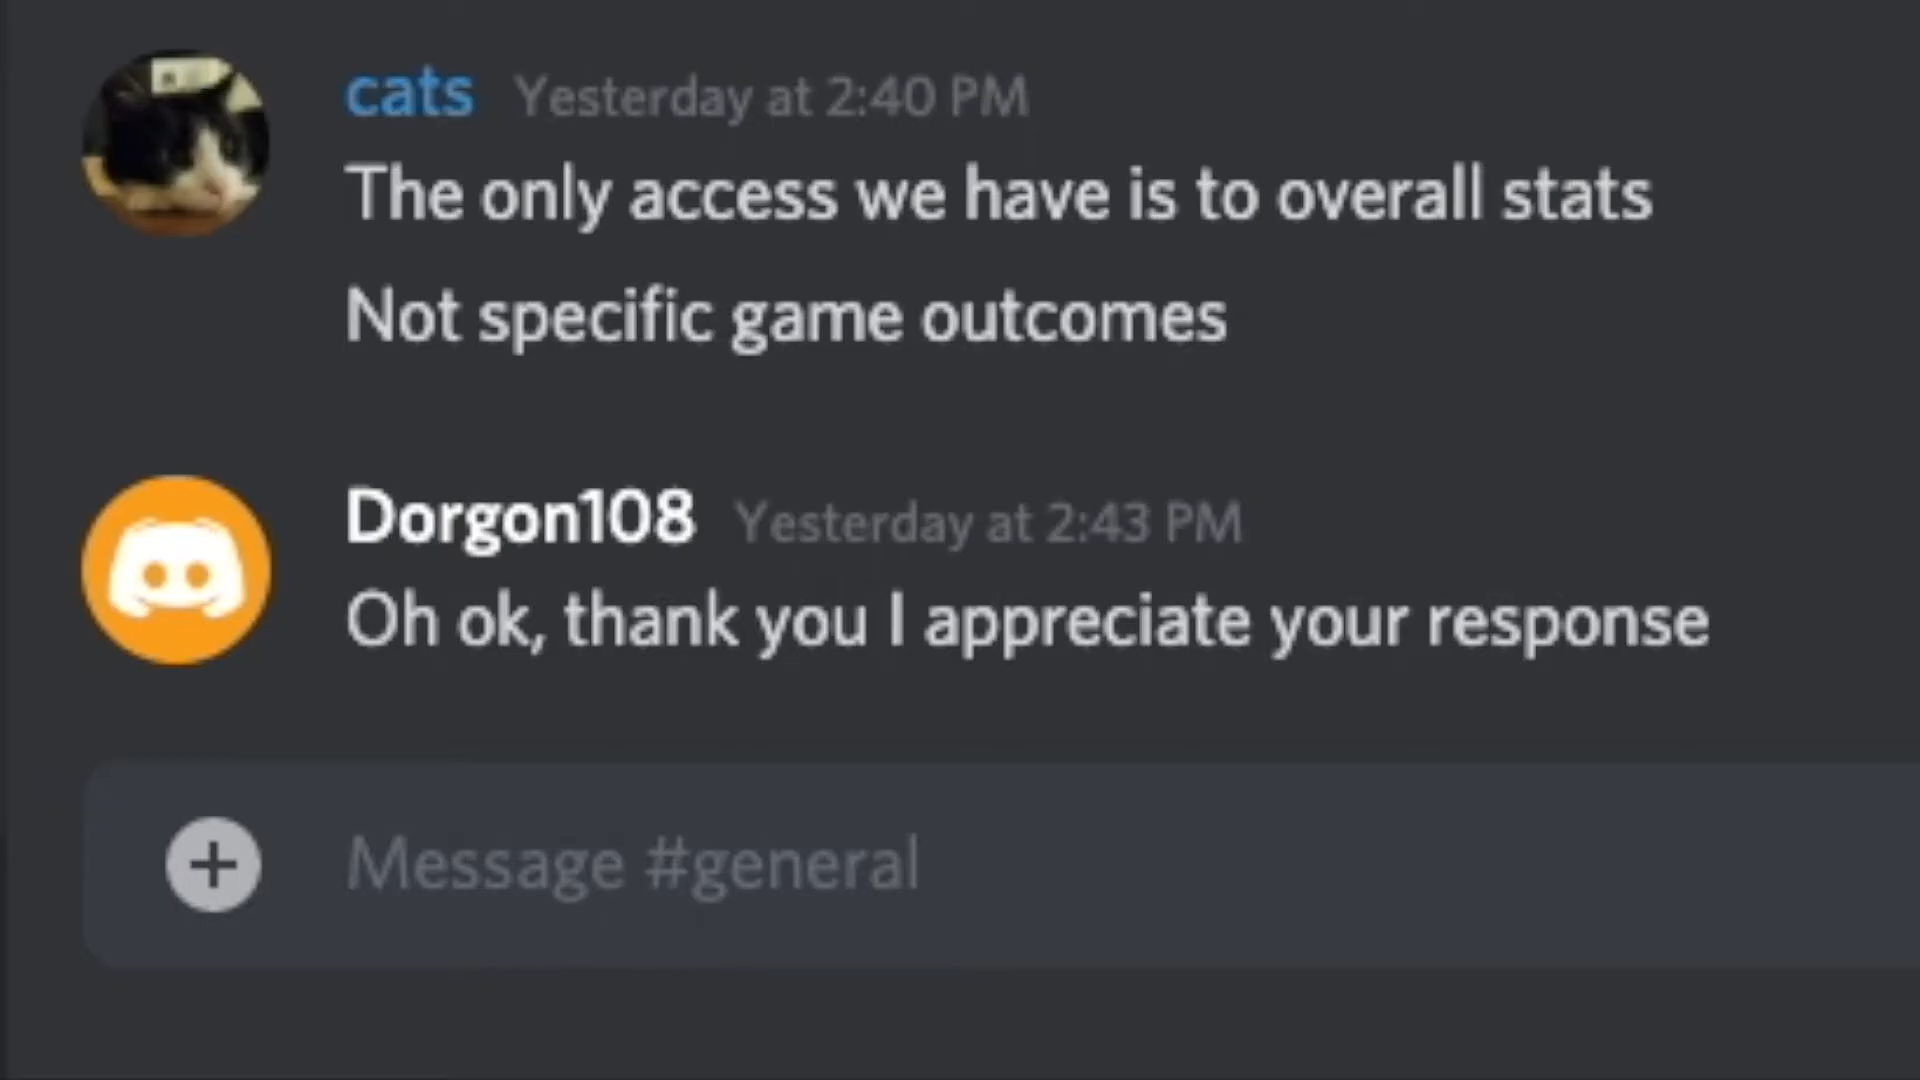 cats Yesterday at 2:40 PM
The only access we have is to overall stats
Not specific game outcomes
Dorgon108 Yesterday at 2:43 PM
Oh ok, thank you I appreciate your response
Message #general